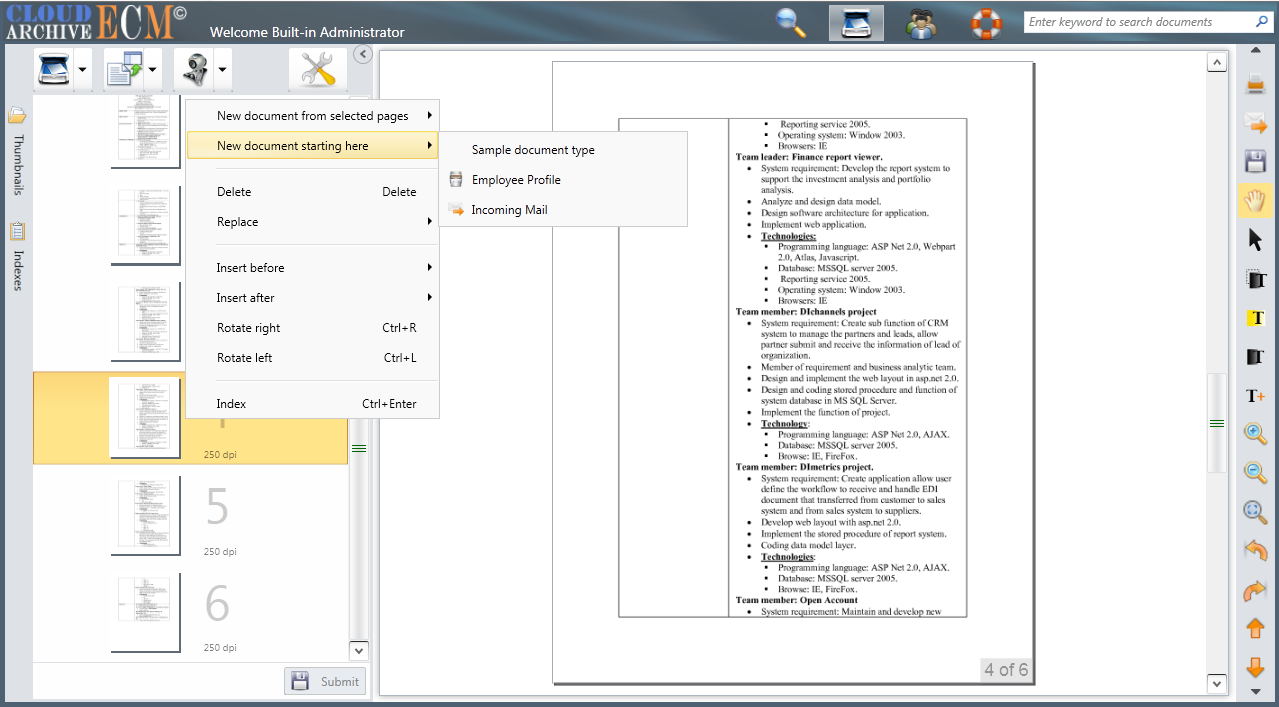 CLOUD
ARCHIVE
ECM©
Welcome Built-in Administrator
Enter keyword to search documents
Thumbnails
Indexes
New document from selected pages
New document starting here
Delete
Delete
Replace
Insert before
Insert after
Rotate right
Ctrl+R
Rotate left
Ctrl+L
Index
Ctrl+Enter
Sample document type
Employee Profile
Incoming Mail
250 dpi
5
250 dpi
6
250 dpi
Submit
Reporting service 2005.
Operating system: Window 2003.
Browsers: IE
Team leader: Finance report viewer.
System requirement: Develop the report system to
support the investment analysis and portfolio
analysis.
Analyze and design data model.
Design software architecture for application.
Implement web application.
Technologies:
Programming language: ASP Net 2.0, Webpart
2.0, Atlas, Javascript.
Database: MSSQL server 2005.
Reporting service 2005.
Operating system: Window 2003.
Browsers: IE
Team member: DIchannels project
System requirement: Create sub function of CRM
system to manage the partners and leads, allow
partner submit and receive the information of lead of
organization.
Member of requirement and business analytic team.
Design and implement the web layout in asp.net 2.0.
Design and coding stored procedure and function of
system database in MS SQL Server.
Implement the function of project.
Technology:
Programming language: ASP Net 2.0, AJAX.
Database: MSSQL server 2005.
Browse: IE, FireFox.
Team member: DImetrics project.
System requirement: Create application allow user
define the workflow to receive and handle EDI
document that transferred from customer to sales
system and from sales system to suppliers.
Develop web layout with asp.net 2.0.
Implement the stored procedure of report system.
Coding data model layer.
Technologies:
Programming language: ASP Net 2.0, AJAX.
Database: MSSQL server 2005.
Browse: IE, FireFox.
Team member: Open Account
System requirement: Maintain and develop new
4 of 6